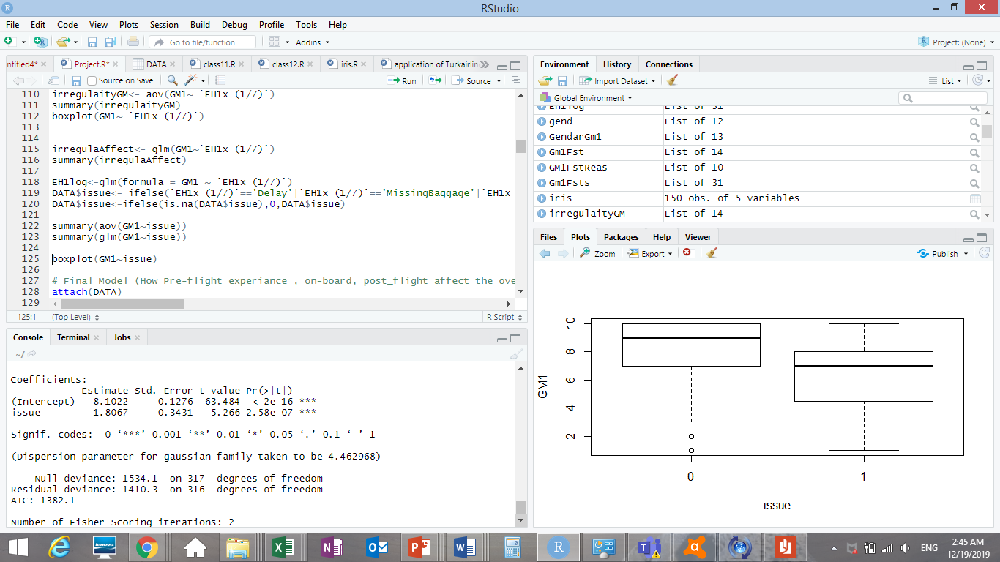 RStudio
File Edit Code View Plots Session Build Debug Profile Tools Help
Go to file/function Addins Project: (None)
ntitled4* Project.R* DATA class11.R class12.R iris.R application of Turkairlin
Source on Save Run Source
110 irregulaityGM<- aov(GM1~ `EH1x (1/7)`)
111 summary(irregulaityGM)
112 boxplot(GM1~ `EH1x (1/7)`)
113
114
115 irregulaAffect<- glm(GM1~`EH1x (1/7)`)
116 summary(irregulaAffect)
117
118 EH1log<-glm(formula = GM1 ~ `EH1x (1/7)`)
119 DATA$issue<- ifelse(`EH1x (1/7)`=='Delay'|`EH1x (1/7)`=='MissingBaggage'|`EH1x
120 DATA$issue<-ifelse(is.na(DATA$issue),0,DATA$issue)
121
122 summary(aov(GM1~issue))
123 summary(glm(GM1~issue))
124
125 boxplot(GM1~issue)
126
127 # Final Model (How Pre-flight experiance , on-board, post_flight affect the ove
128 attach(DATA)
129
125:1 (Top Level) R Script
Console Terminal Jobs
~/
Coefficients:
Estimate Std. Error t value Pr(>|t|)
(Intercept) 8.1022 0.1276 63.484 < 2e-16 ***
issue -1.8067 0.3431 -5.266 2.58e-07 ***
---
Signif. codes: 0 ‘***’ 0.001 ‘**’ 0.01 ‘*’ 0.05 ‘.’ 0.1 ‘ ’ 1
(Dispersion parameter for gaussian family taken to be 4.462968)
Null deviance: 1534.1 on 317 degrees of freedom
Residual deviance: 1410.3 on 316 degrees of freedom
AIC: 1382.1
Number of Fisher Scoring iterations: 2
Environment History Connections
Import Dataset List
Global Environment
EH1log List of 31
gend List of 12
GendarGm1 List of 13
Gm1Fst List of 14
GM1FstReas List of 10
Gm1Fsts List of 31
iris 150 obs. of 5 variables
irregulaityGM List of 14
Files Plots Packages Help Viewer
Zoom Export Publish
GM1
10
8
6
4
2
0 1
issue
ENG
2:45 AM
12/19/2019